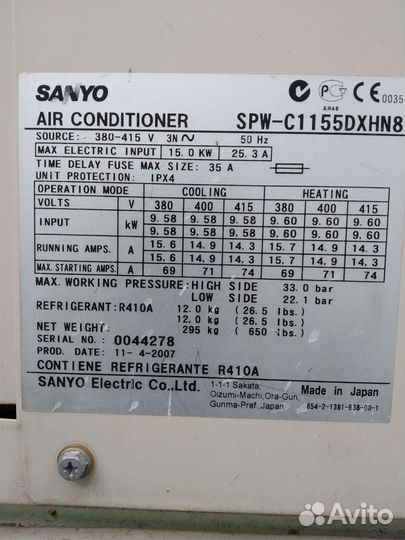 SANYO
CE 0035
AR46
AIR CONDITIONER SPW-C1155DXHN8
SOURCE: 380-415 V 3N~ 50 Hz
MAX ELECTRIC INPUT 15.0 KW 25.3 A
TIME DELAY FUSE MAX SIZE: 35 A
UNIT PROTECTION: IPX4
OPERATION MODE COOLING HEATING
VOLTS V 380 400 415 380 400 415
INPUT kW 9.58 9.58 9.58 9.60 9.60 9.60
9.58 9.58 9.58 9.60 9.60 9.60
RUNNING AMPS. A 15.6 14.9 14.3 15.7 14.9 14.3
15.6 14.9 14.3 15.7 14.9 14.3
MAX. STARTING AMPS. A 69 71 74 69 71 74
MAX. WORKING PRESSURE: HIGH SIDE 33.0 bar
LOW SIDE 22.1 bar
REFRIGERANT: R410A 12.0 kg (26.5 lbs.)
12.0 kg (26.5 lbs.)
NET WEIGHT: 295 kg (650 lbs.)
SERIAL NO.: 0044278
PROD. DATE: 11- 4-2007
CONTIENE REFRIGERANTE R410A
SANYO Electric Co.,Ltd.
1-1-1 Sakata,
Oizumi-Machi,Ora-Gun,
Gunma-Pref.,Japan
Made in Japan
854-2-1381-638-00-1
Avito